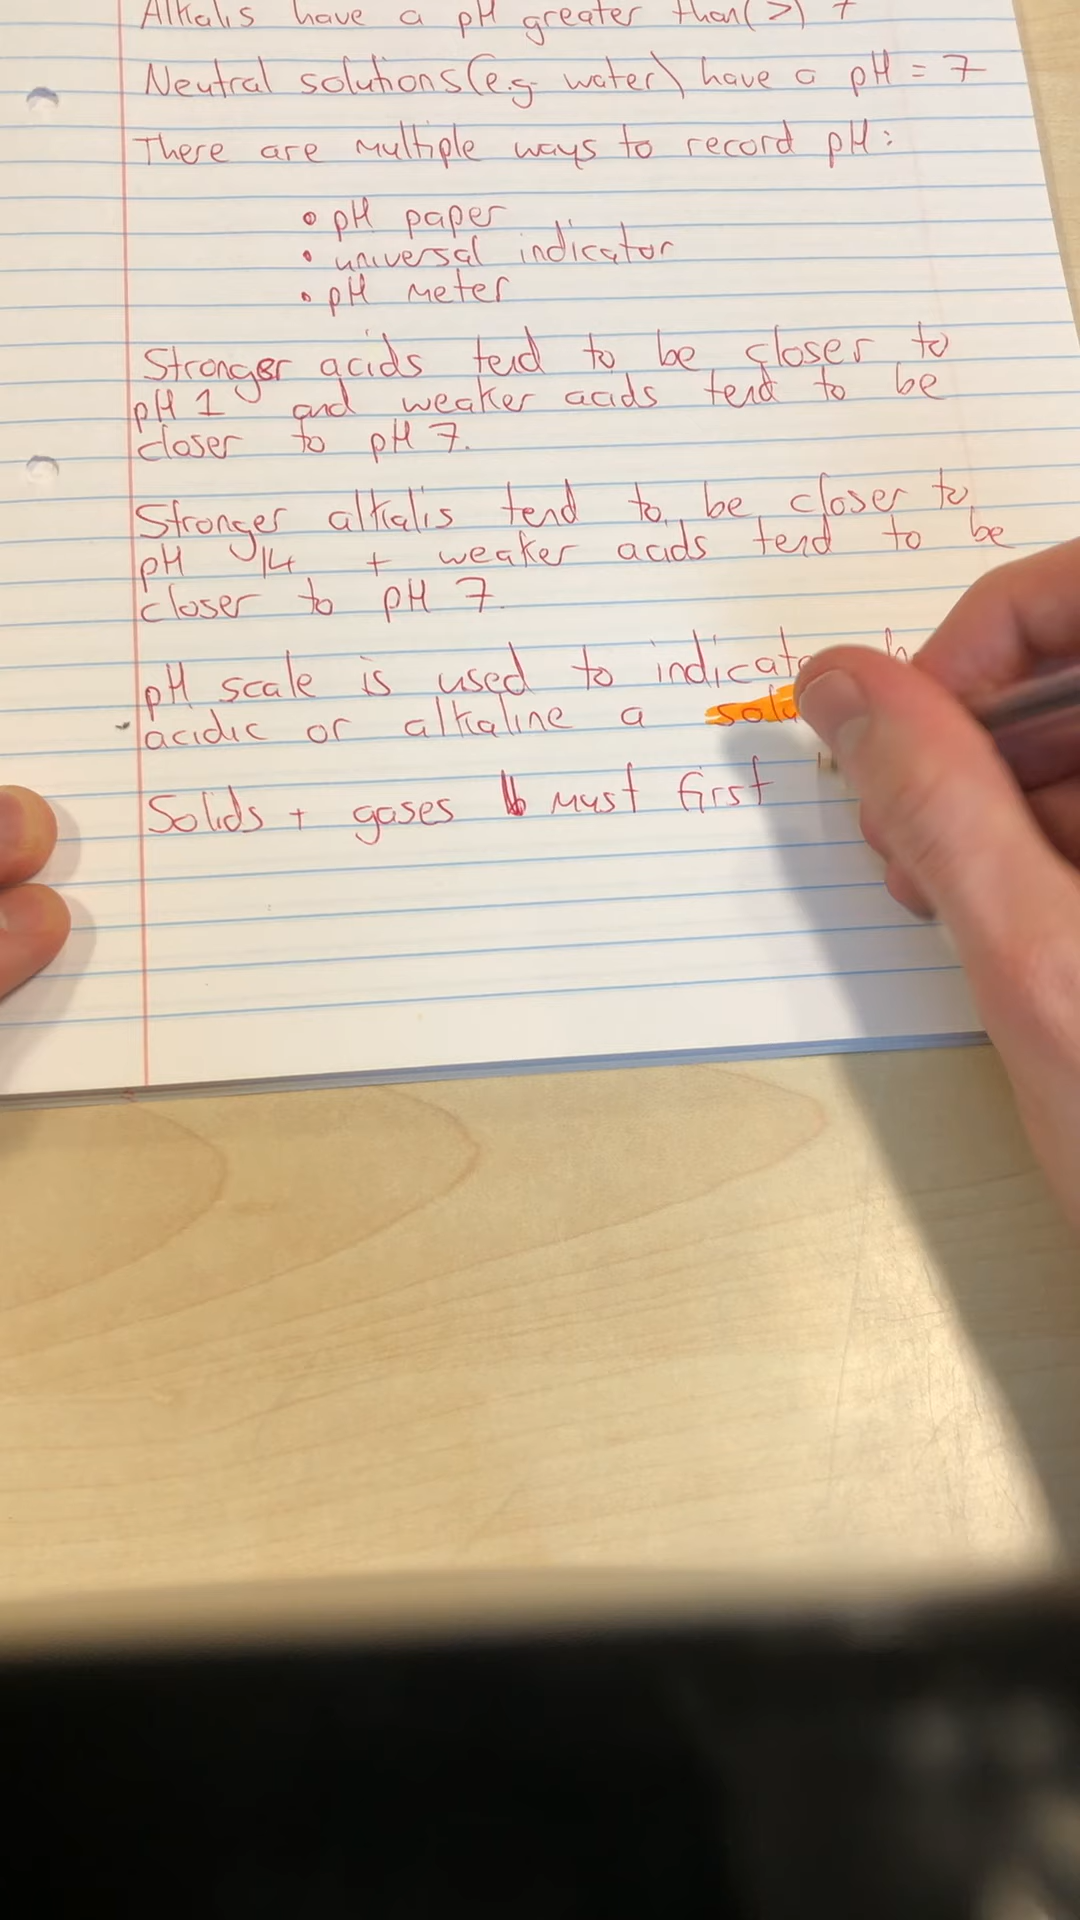 Alkalis have a pH greater than (>) 7
Neutral solutions (e.g. water) have a pH = 7
There are multiple ways to record pH:
• pH paper
• universal indicator
• pH meter
Stronger acids tend to be closer to
pH 1 and weaker acids tend to be
closer to pH 7.
Stronger alkalis tend to be closer to
pH 14 + weaker acids tend to be
closer to pH 7.
pH scale is used to indicate
acidic or alkaline a
Solids + gases must first